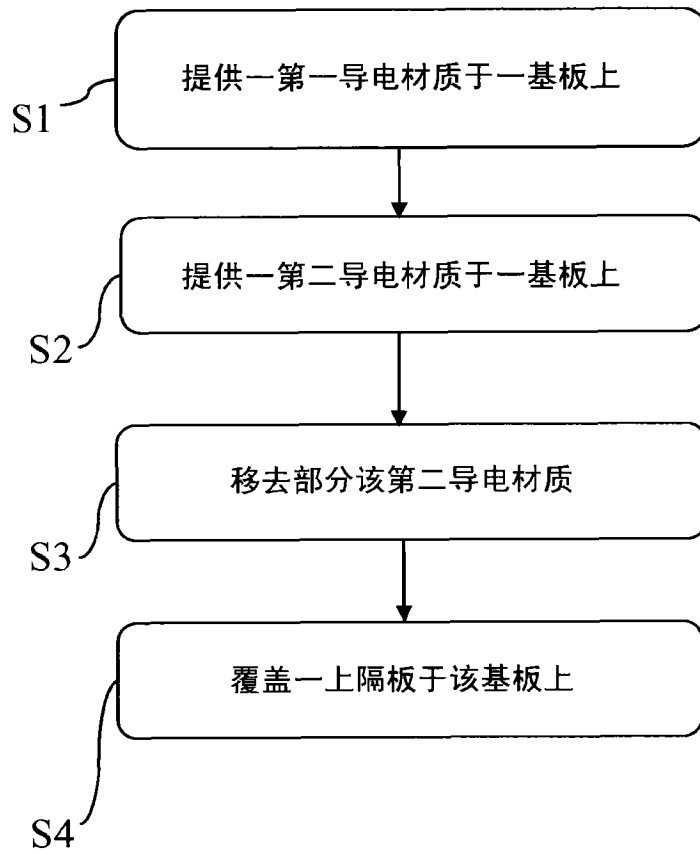 提供一第一导电材质于一基板上
S1
提供一第二导电材质于一基板上
S2
移去部分该第二导电材质
S3
覆盖一上隔板于该基板上
S4